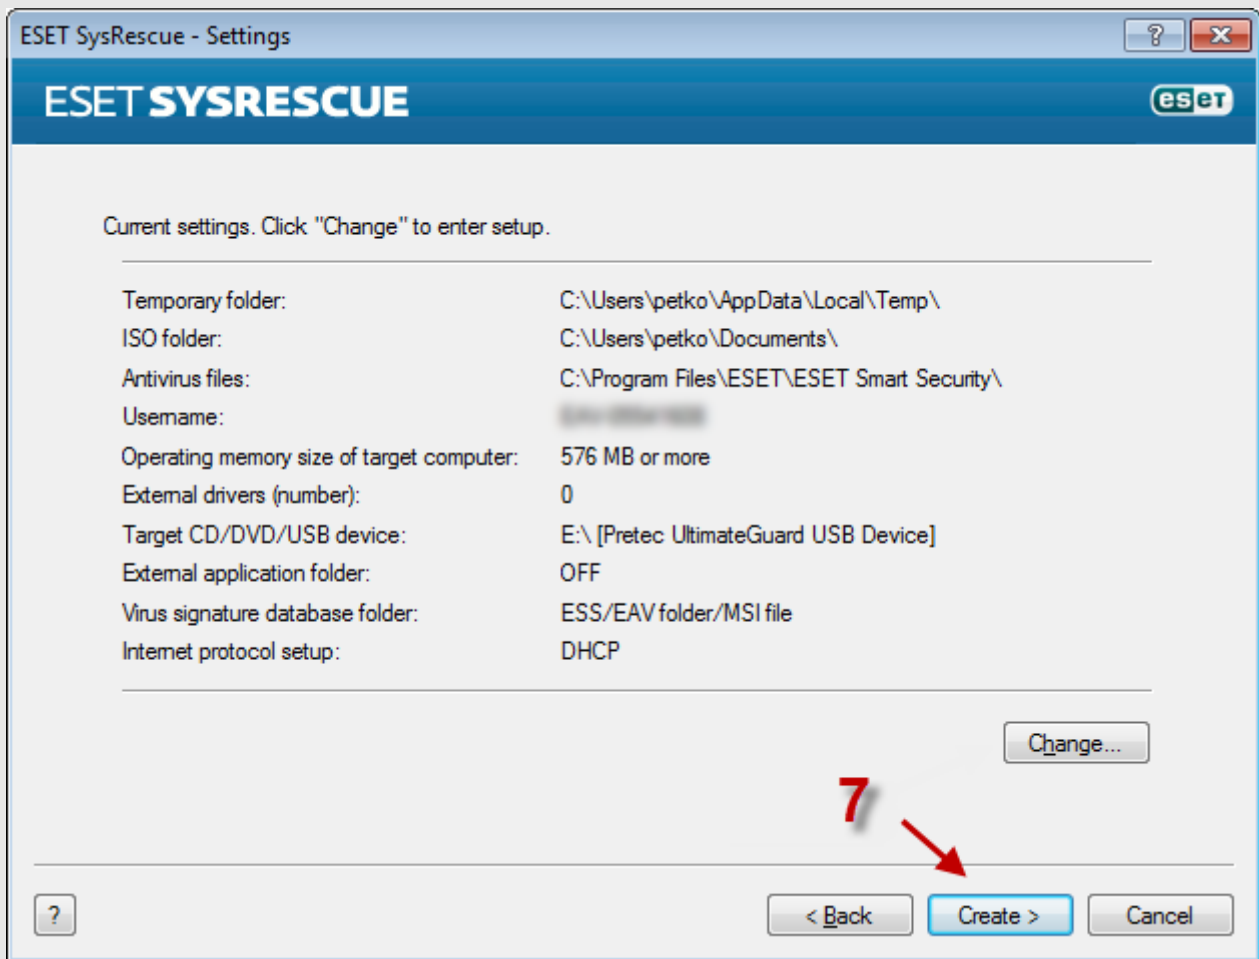 ESET SysRescue - Settings
?
ESET SYSRESCUE
eset
Current settings. Click "Change" to enter setup.
Temporary folder: C:\Users\petko\AppData\Local\Temp\
ISO folder: C:\Users\petko\Documents\
Antivirus files: C:\Program Files\ESET\ESET Smart Security\
Username:
Operating memory size of target computer: 576 MB or more
External drivers (number): 0
Target CD/DVD/USB device: E:\ [Pretec UltimateGuard USB Device]
External application folder: OFF
Virus signature database folder: ESS/EAV folder/MSI file
Internet protocol setup: DHCP
Change...
7
? < Back Create > Cancel